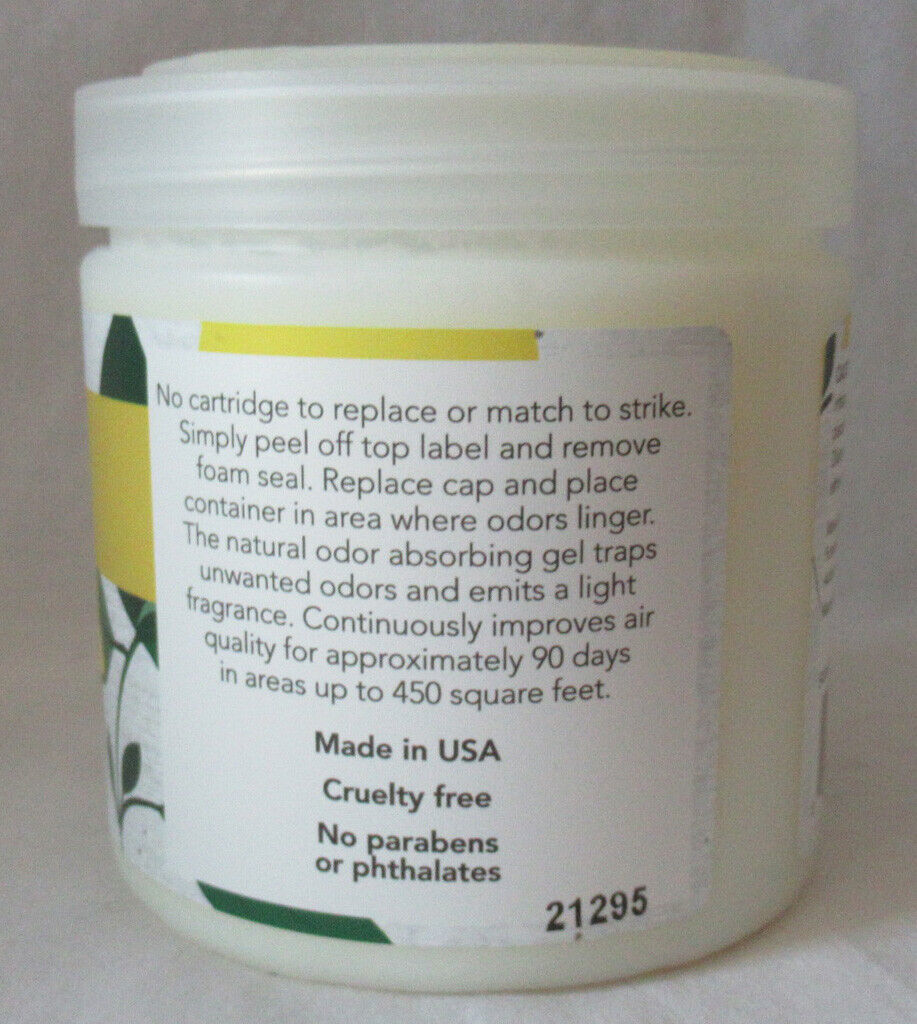 No cartridge to replace or match to strike.
Simply peel off top label and remove
foam seal. Replace cap and place
container in area where odors linger.
The natural odor absorbing gel traps
unwanted odors and emits a light
fragrance. Continuously improves air
quality for approximately 90 days
in areas up to 450 square feet.
Made in USA
Cruelty free
No parabens
or phthalates
21295